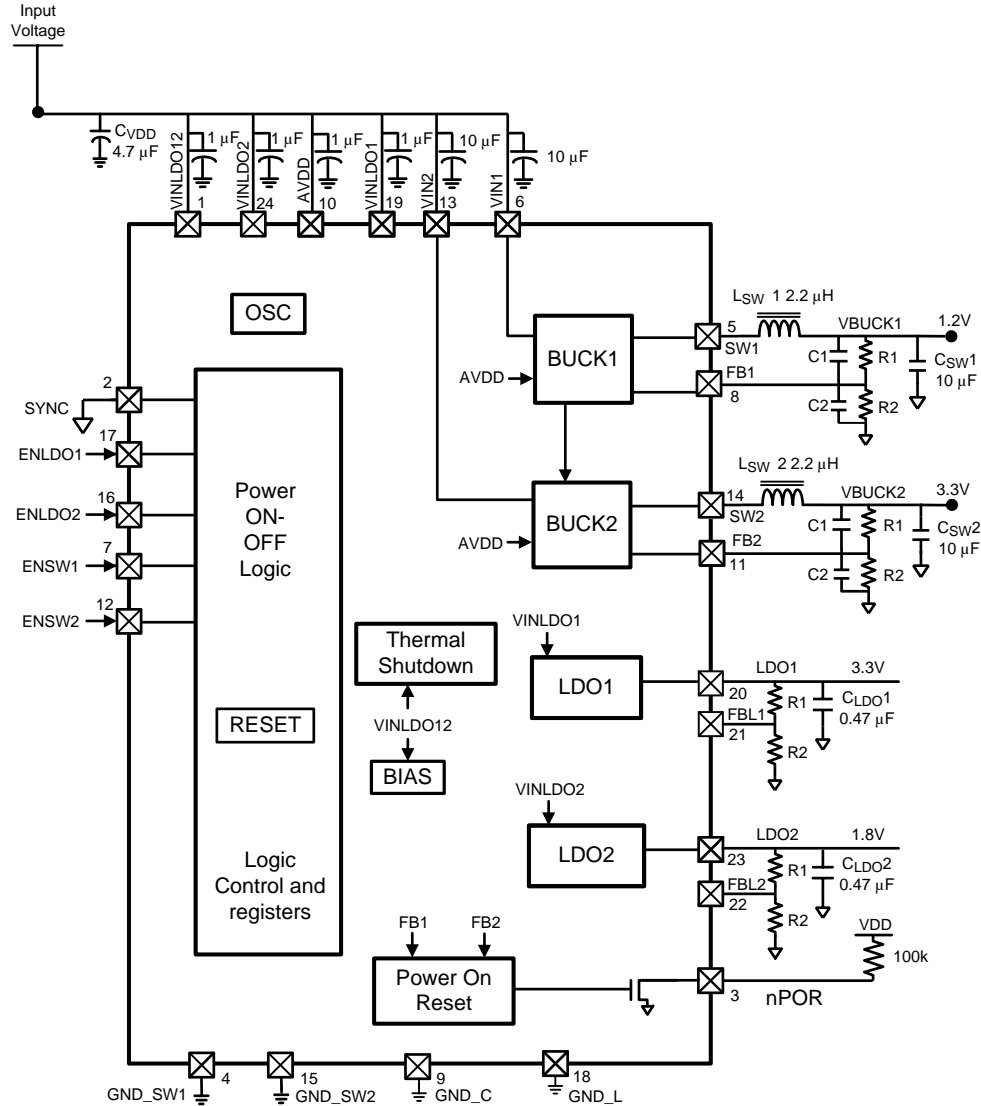 Input
Voltage
CVDD
4.7 µF
VINLDO12
1 µF
VINLDO2
1 µF
AVDD
1 µF
VINLDO1
1 µF
VIN2
10 µF
VIN1
10 µF
1
24
10
19
13
6
OSC
LSW 1 2.2 µH
BUCK1
AVDD
5
SW1
VBUCK1
1.2V
C1
R1
CSW1
10 µF
FB1
8
C2
R2
2
SYNC
17
ENLDO1
16
ENLDO2
7
ENSW1
12
ENSW2
Power
ON-
OFF
Logic
LSW 2 2.2 µH
BUCK2
AVDD
14
SW2
VBUCK2
3.3V
C1
R1
CSW2
10 µF
FB2
11
C2
R2
Thermal
Shutdown
VINLDO12
BIAS
RESET
VINLDO1
LDO1
LDO1
3.3V
20
R1
CLDO1
0.47 µF
FBL1
21
R2
VINLDO2
LDO2
LDO2
1.8V
23
R1
CLDO2
0.47 µF
FBL2
22
R2
Logic
Control and
registers
FB1
FB2
Power On
Reset
VDD
100k
3
nPOR
4
GND_SW1
15
GND_SW2
9
GND_C
18
GND_L